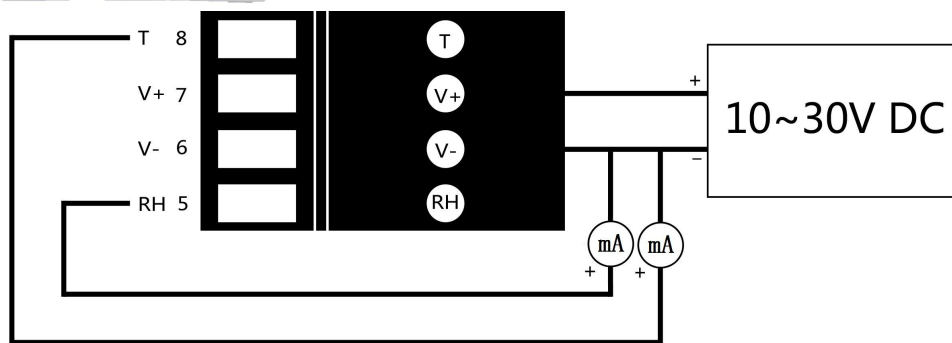 T 8 T
V+ 7 V+ +
10~30V DC
V- 6 V- −
RH 5 RH
mA mA
+ +